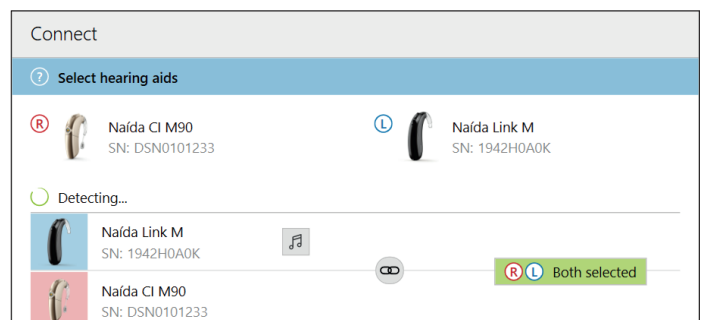 Connect
? Select hearing aids
R Naída CI M90
SN: DSN0101233
L Naída Link M
SN: 1942H0A0K
Detecting...
Naída Link M
SN: 1942H0A0K
R L Both selected
Naída CI M90
SN: DSN0101233